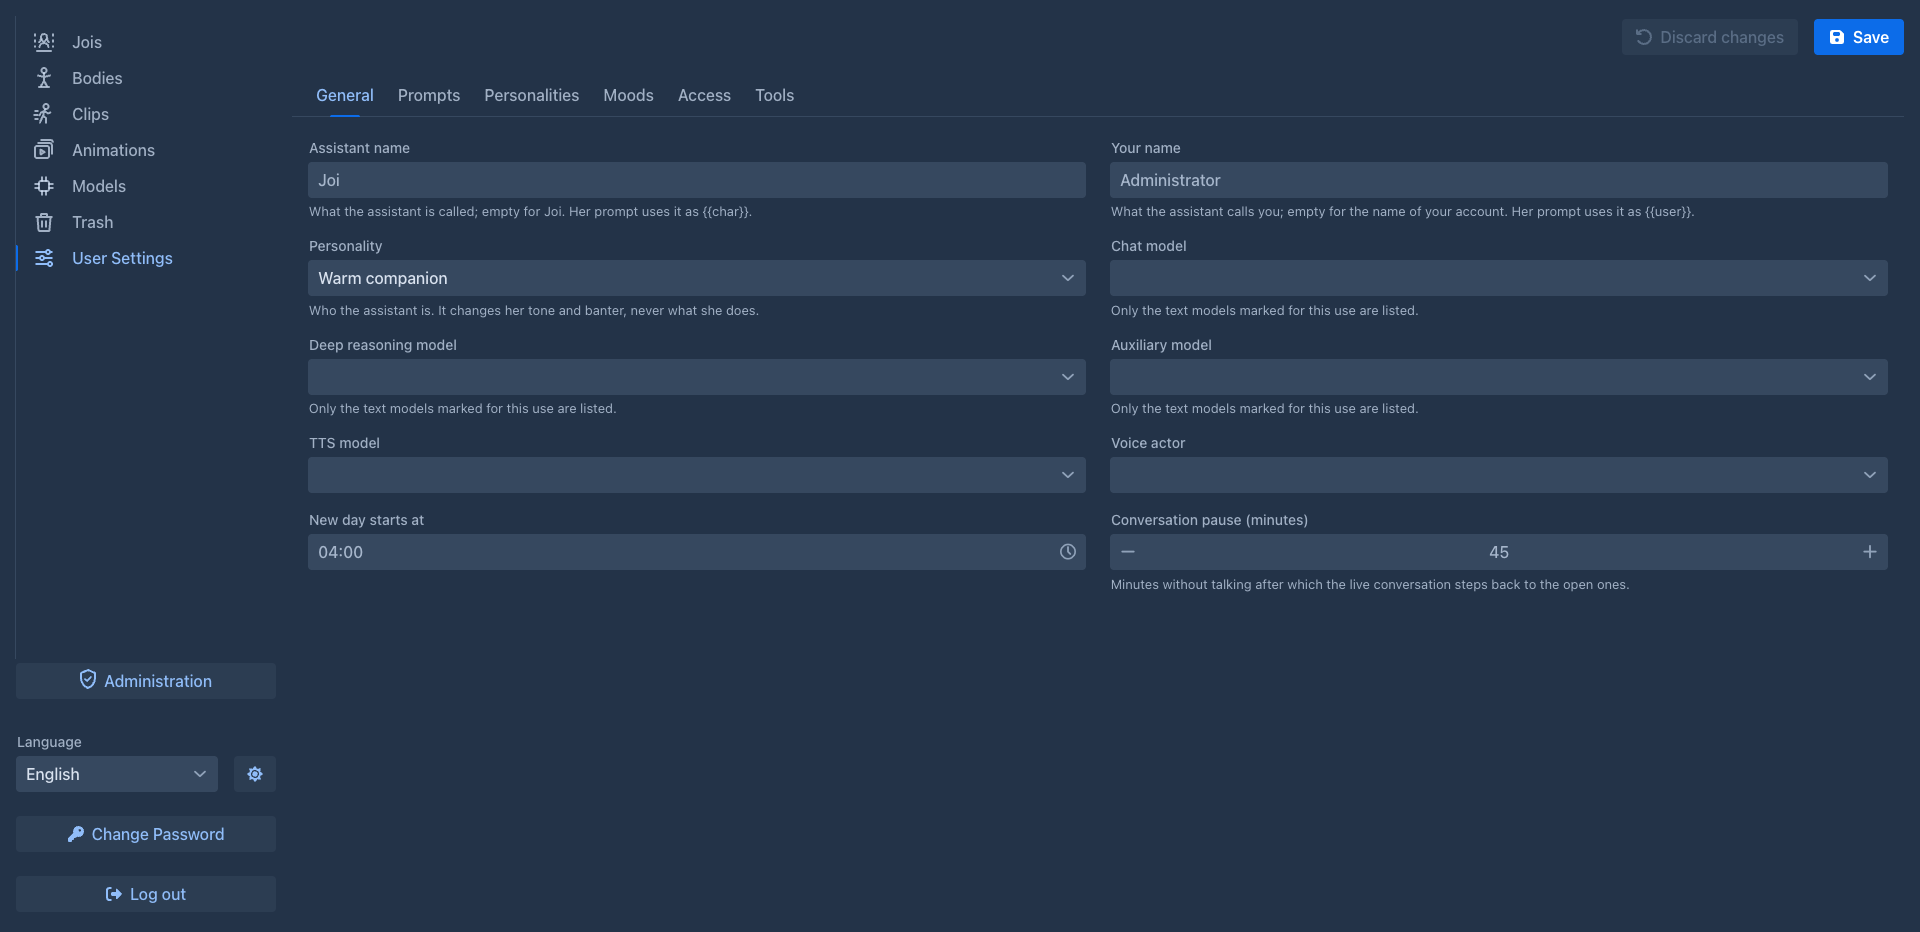 Jois
Bodies
Clips
Animations
Models
Trash
User Settings
Administration
Language
English
Change Password
Log out
Discard changes
Save
General Prompts Personalities Moods Access Tools
Assistant name
Joi
What the assistant is called; empty for Joi. Her prompt uses it as {{char}}.
Your name
Administrator
What the assistant calls you; empty for the name of your account. Her prompt uses it as {{user}}.
Personality
Warm companion
Who the assistant is. It changes her tone and banter, never what she does.
Chat model
Only the text models marked for this use are listed.
Deep reasoning model
Only the text models marked for this use are listed.
Auxiliary model
Only the text models marked for this use are listed.
TTS model
Voice actor
New day starts at
04:00
Conversation pause (minutes)
45
Minutes without talking after which the live conversation steps back to the open ones.